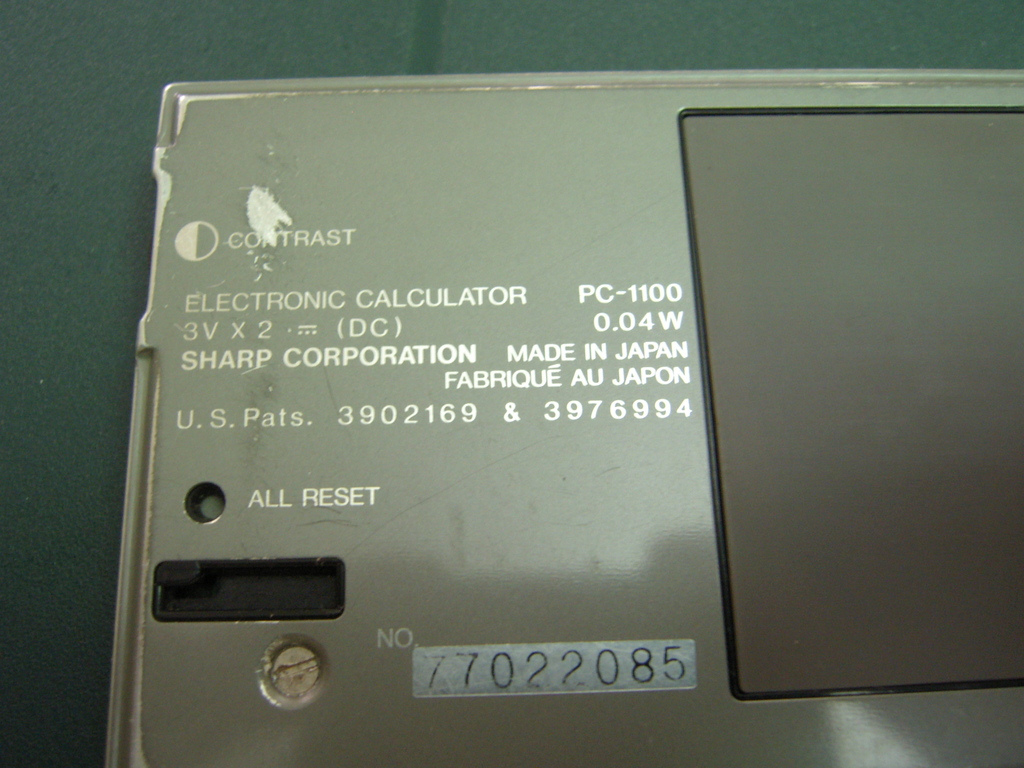 CONTRAST
ELECTRONIC CALCULATOR PC-1100
3V X 2 ⎓ (DC) 0.04W
SHARP CORPORATION MADE IN JAPAN
FABRIQUÉ AU JAPON
U.S.Pats. 3902169 & 3976994
ALL RESET
NO. 77022085